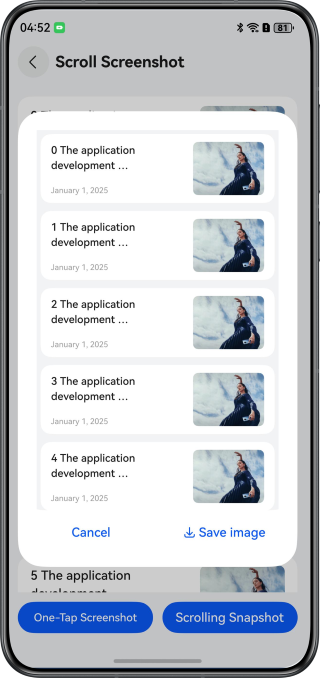 04:52
81
Scroll Screenshot
0 The application
development ...
January 1, 2025
1 The application
development ...
January 1, 2025
2 The application
development ...
January 1, 2025
3 The application
development ...
January 1, 2025
4 The application
development ...
January 1, 2025
Cancel
Save image
5 The application
development
One-Tap Screenshot
Scrolling Snapshot